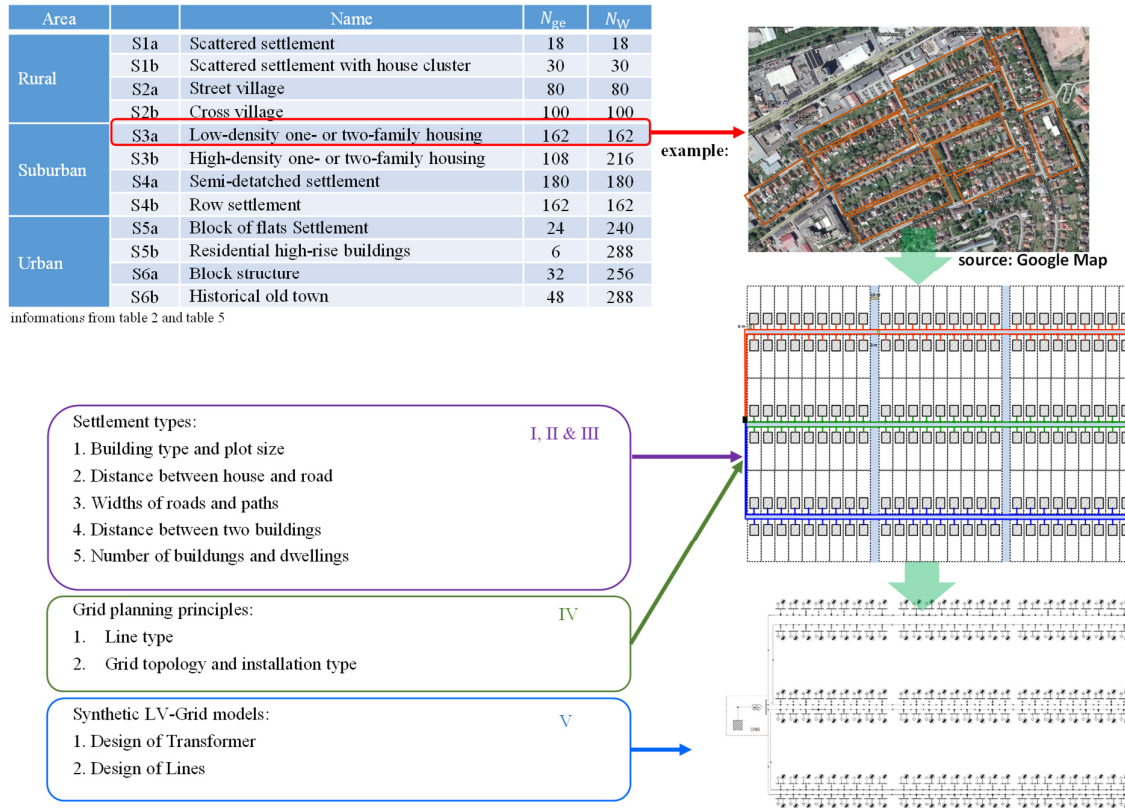 Area Name N_ge N_W
Rural
S1a Scattered settlement 18 18
S1b Scattered settlement with house cluster 30 30
S2a Street village 80 80
S2b Cross village 100 100
Suburban
S3a Low-density one- or two-family housing 162 162
S3b High-density one- or two-family housing 108 216
S4a Semi-detatched settlement 180 180
S4b Row settlement 162 162
Urban
S5a Block of flats Settlement 24 240
S5b Residential high-rise buildings 6 288
S6a Block structure 32 256
S6b Historical old town 48 288
informations from table 2 and table 5
example:
source: Google Map
Settlement types:
I, II & III
1. Building type and plot size
2. Distance between house and road
3. Widths of roads and paths
4. Distance between two buildings
5. Number of buildungs and dwellings
Grid planning principles:
IV
1. Line type
2. Grid topology and installation type
Synthetic LV-Grid models:
V
1. Design of Transformer
2. Design of Lines